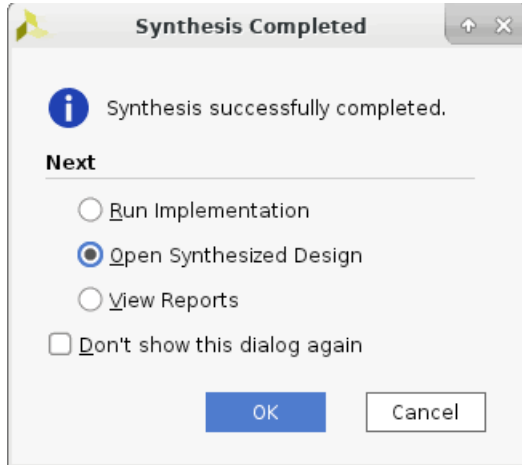 Synthesis Completed
Synthesis successfully completed.
Next
Run Implementation
Open Synthesized Design
View Reports
Don't show this dialog again
OK
Cancel